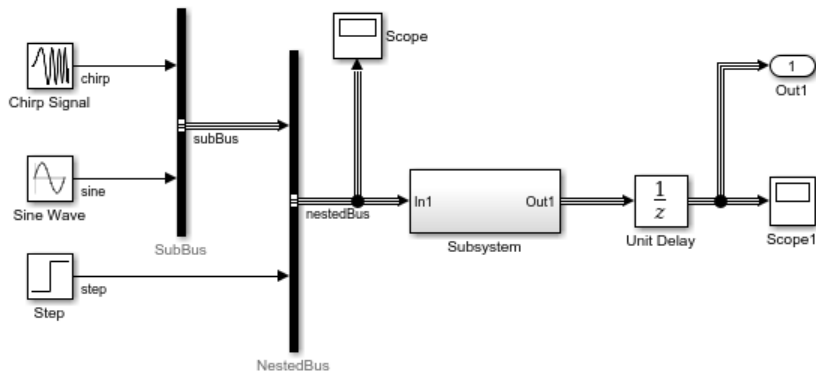 Scope
chirp
Chirp Signal
1
Out1
subBus
sine
Sine Wave
In1
Out1
1
z
nestedBus
Subsystem
Unit Delay
Scope1
SubBus
step
Step
NestedBus